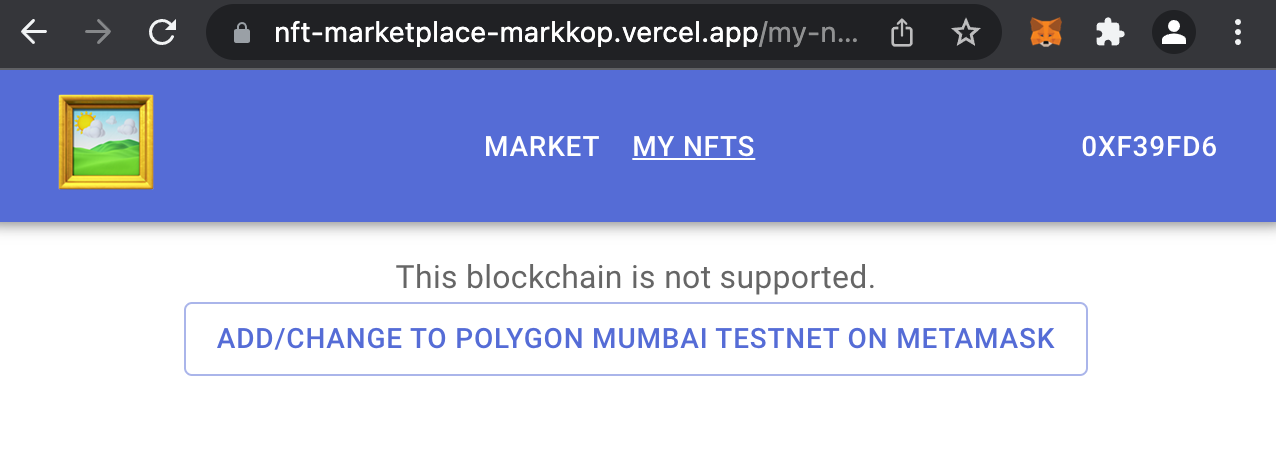 nft-marketplace-markkop.vercel.app/my-n...
MARKET MY NFTS 0XF39FD6
This blockchain is not supported.
ADD/CHANGE TO POLYGON MUMBAI TESTNET ON METAMASK